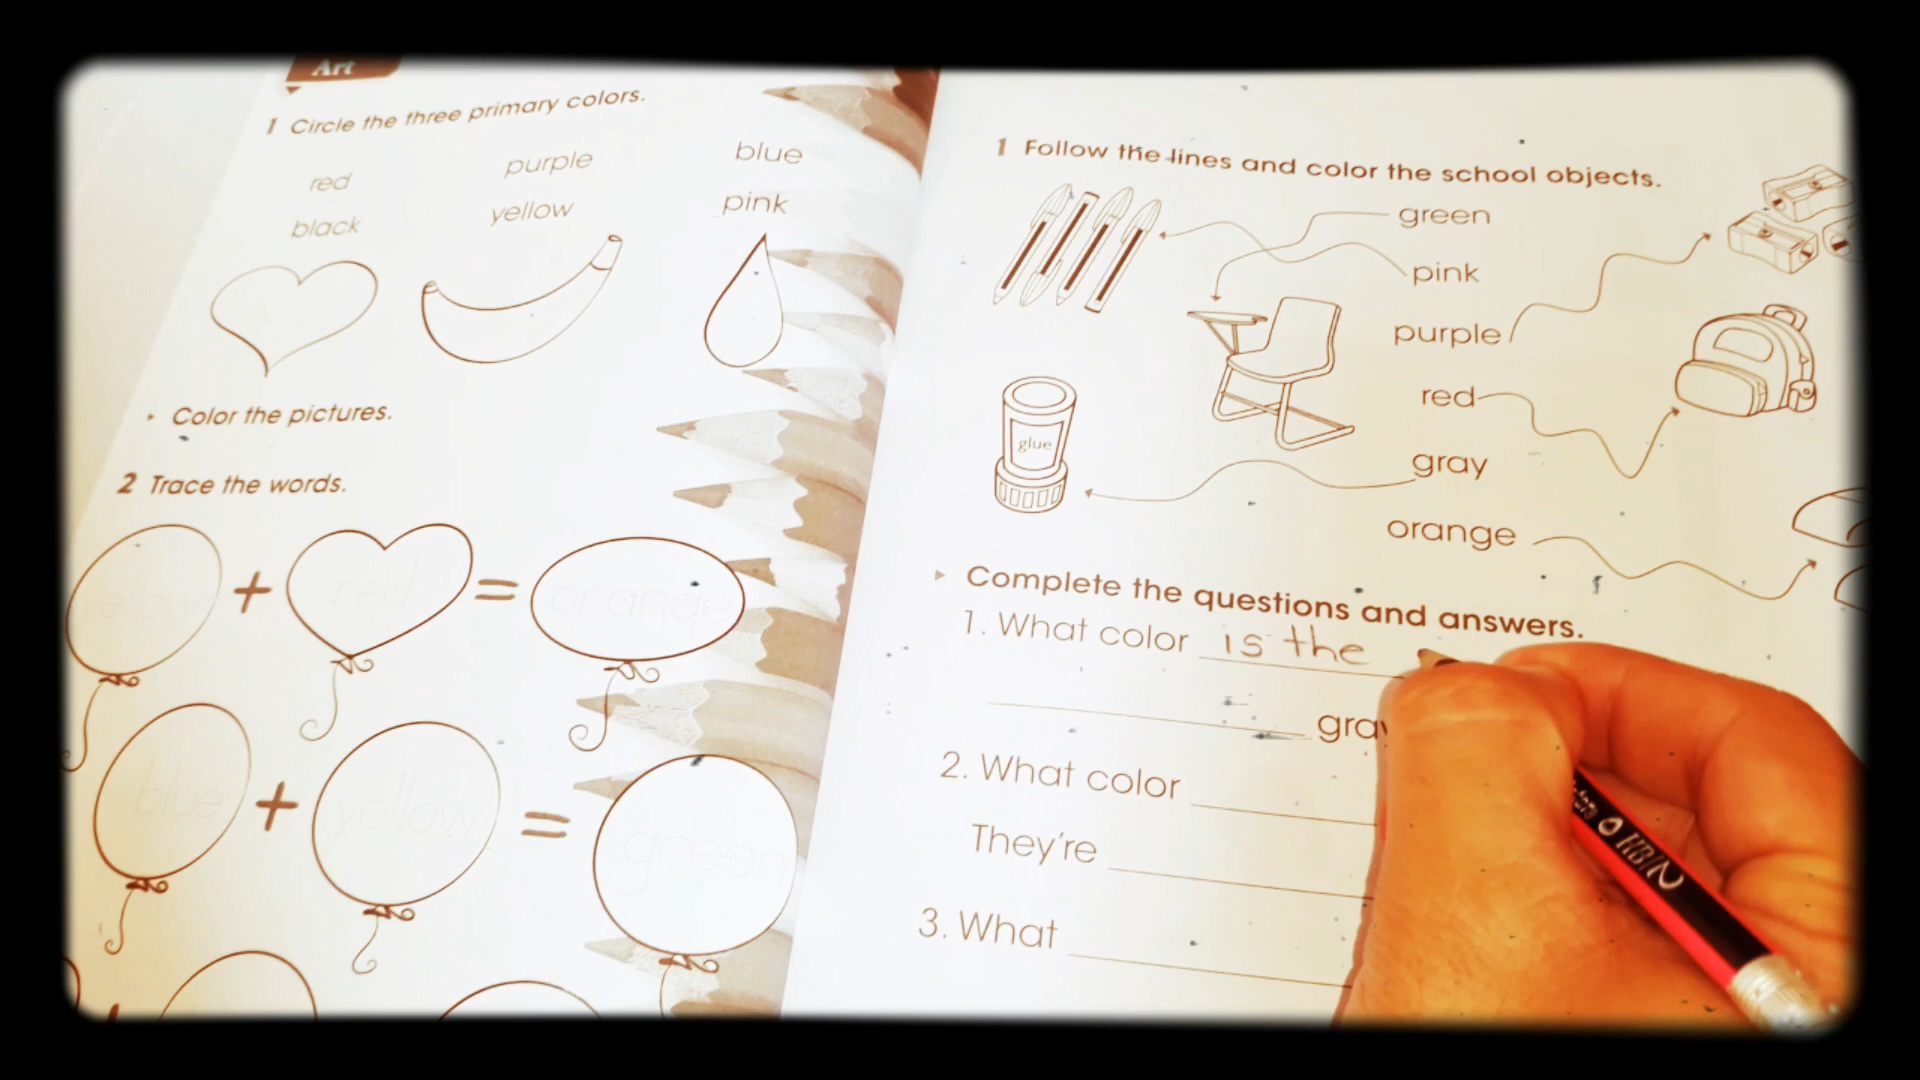 Art
1 Circle the three primary colors.
red purple blue
black yellow pink
Color the pictures.
2 Trace the words.
yellow + red = orange
blue + yellow = green
+
1 Follow the lines and color the school objects.
green
pink
purple
red
glue
gray
orange
Complete the questions and answers.
1. What color is the
gray
2. What color
They're
3. What
HB/2